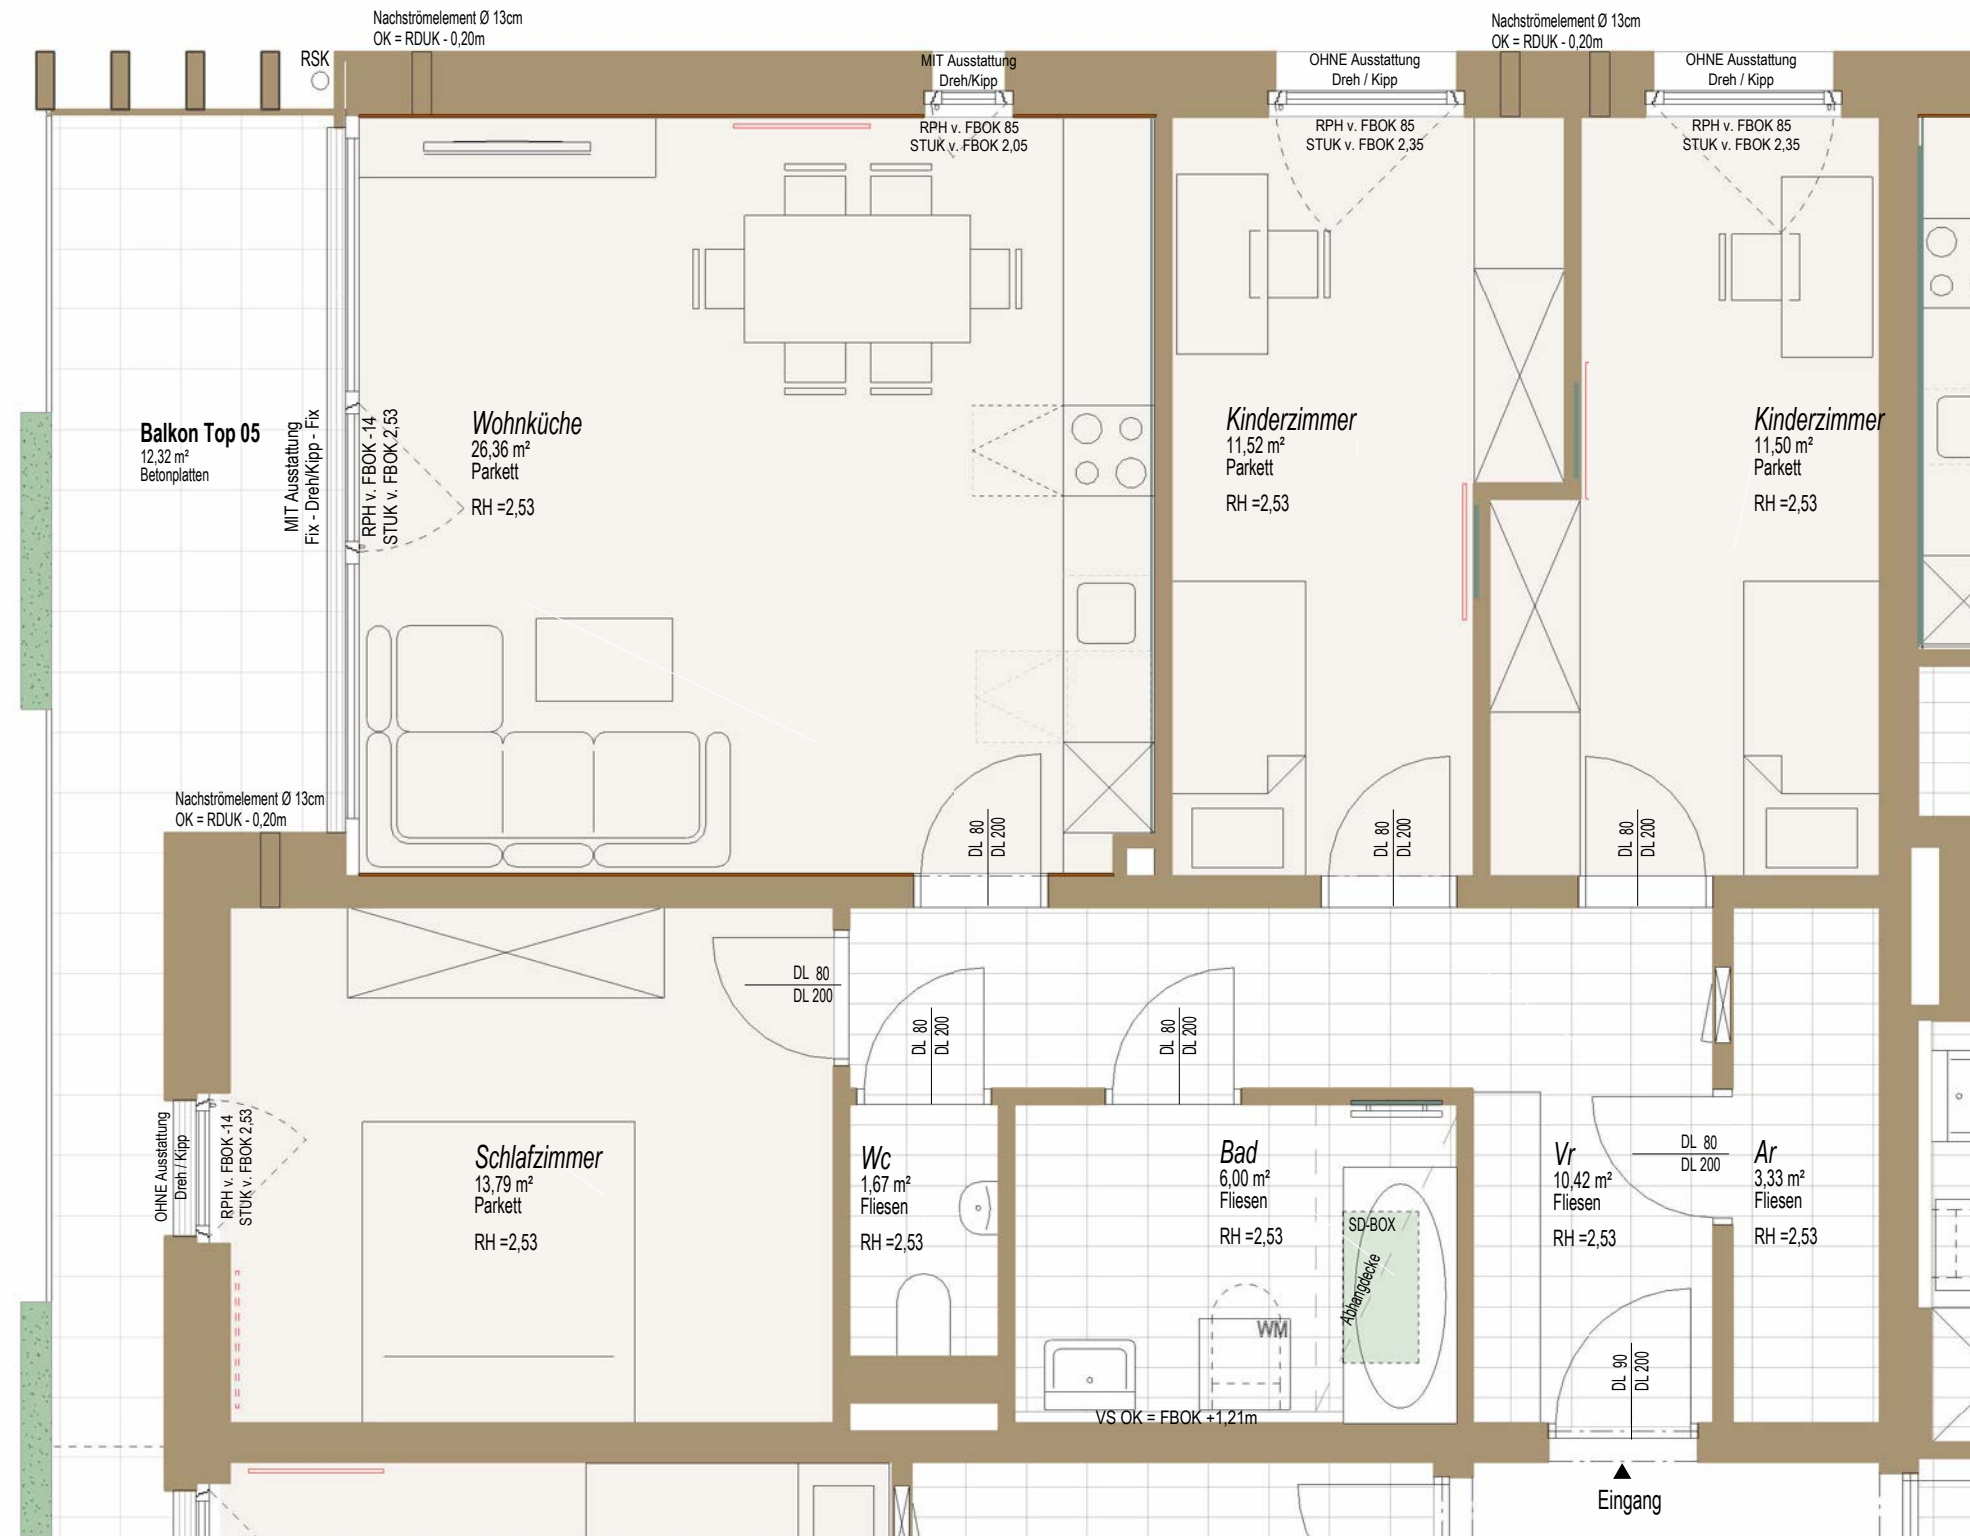 Nachströmelement Ø 13cm
OK = RDUK - 0,20m
Nachströmelement Ø 13cm
OK = RDUK - 0,20m
RSK
MIT Ausstattung
Dreh/Kipp
OHNE Ausstattung
Dreh / Kipp
OHNE Ausstattung
Dreh / Kipp
RPH v. FBOK 85
STUK v. FBOK 2,05
RPH v. FBOK 85
STUK v. FBOK 2,35
RPH v. FBOK 85
STUK v. FBOK 2,35
Balkon Top 05
12,32 m²
Betonplatten
MIT Ausstattung
Fix - Dreh/Kipp - Fix
RPH v. FBOK -14
STUK v. FBOK 2,53
Wohnküche
26,36 m²
Parkett
RH =2,53
Kinderzimmer
11,52 m²
Parkett
RH =2,53
Kinderzimmer
11,50 m²
Parkett
RH =2,53
Nachströmelement Ø 13cm
OK = RDUK - 0,20m
DL 80
DL 200
DL 80
DL 200
DL 80
DL 200
DL 80
DL 200
DL 80
DL 200
DL 80
DL 200
OHNE Ausstattung
Dreh / Kipp
RPH v. FBOK -14
STUK v. FBOK 2,53
Schlafzimmer
13,79 m²
Parkett
RH =2,53
Wc
1,67 m²
Fliesen
RH =2,53
Bad
6,00 m²
Fliesen
RH =2,53
SD-BOX
Abhangdecke
WM
VS OK = FBOK +1,21m
Vr
10,42 m²
Fliesen
RH =2,53
DL 80
DL 200
Ar
3,33 m²
Fliesen
RH =2,53
DL 90
DL 200
Eingang